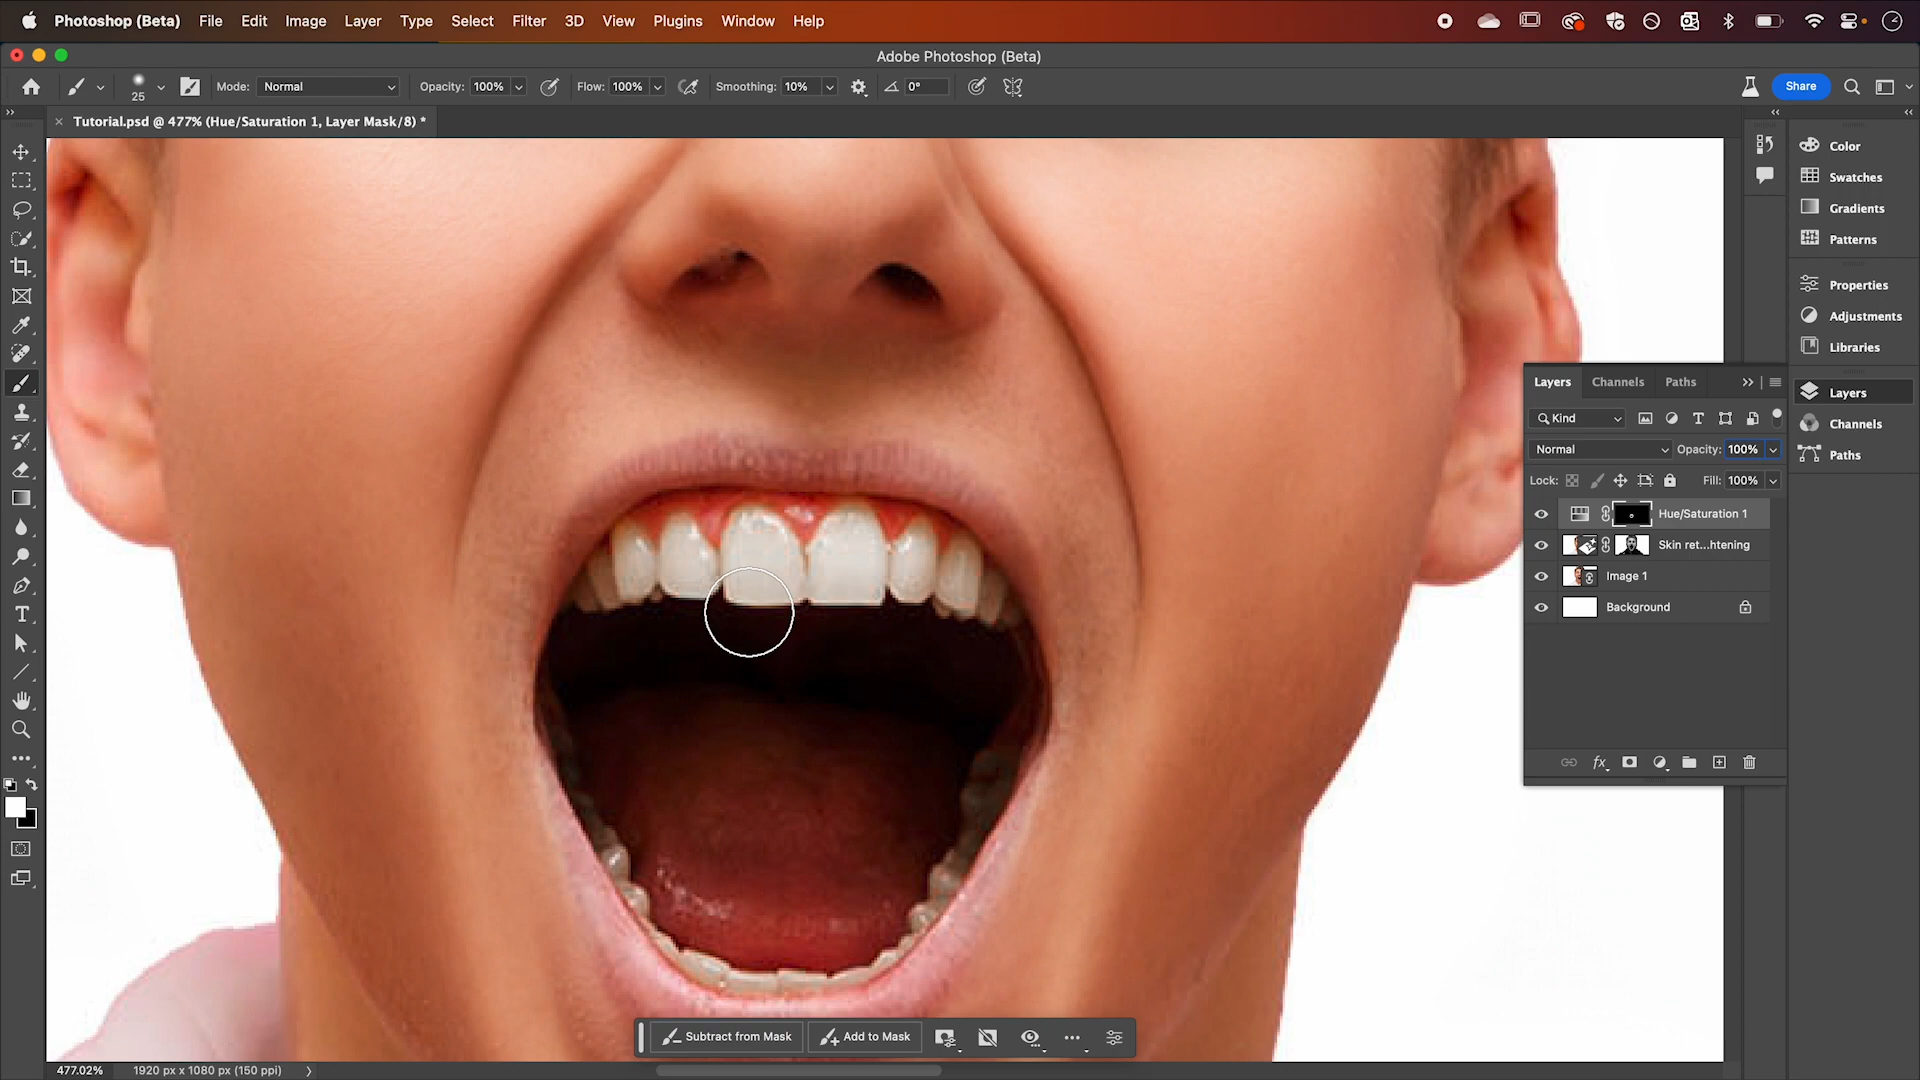 Photoshop (Beta) File Edit Image Layer Type Select Filter 3D View Plugins Window Help
Adobe Photoshop (Beta)
25 Mode: Normal Opacity: 100% Flow: 100% Smoothing: 10% 0° Share
Tutorial.psd @ 477% (Hue/Saturation 1, Layer Mask/8) *
Color
Swatches
Gradients
Patterns
Properties
Adjustments
Libraries
Layers
Channels
Paths
Layers Channels Paths
Kind
Normal Opacity: 100%
Lock: Fill: 100%
Hue/Saturation 1
Skin ret...htening
Image 1
Background
fx
Subtract from Mask Add to Mask
477.02% 1920 px x 1080 px (150 ppi)